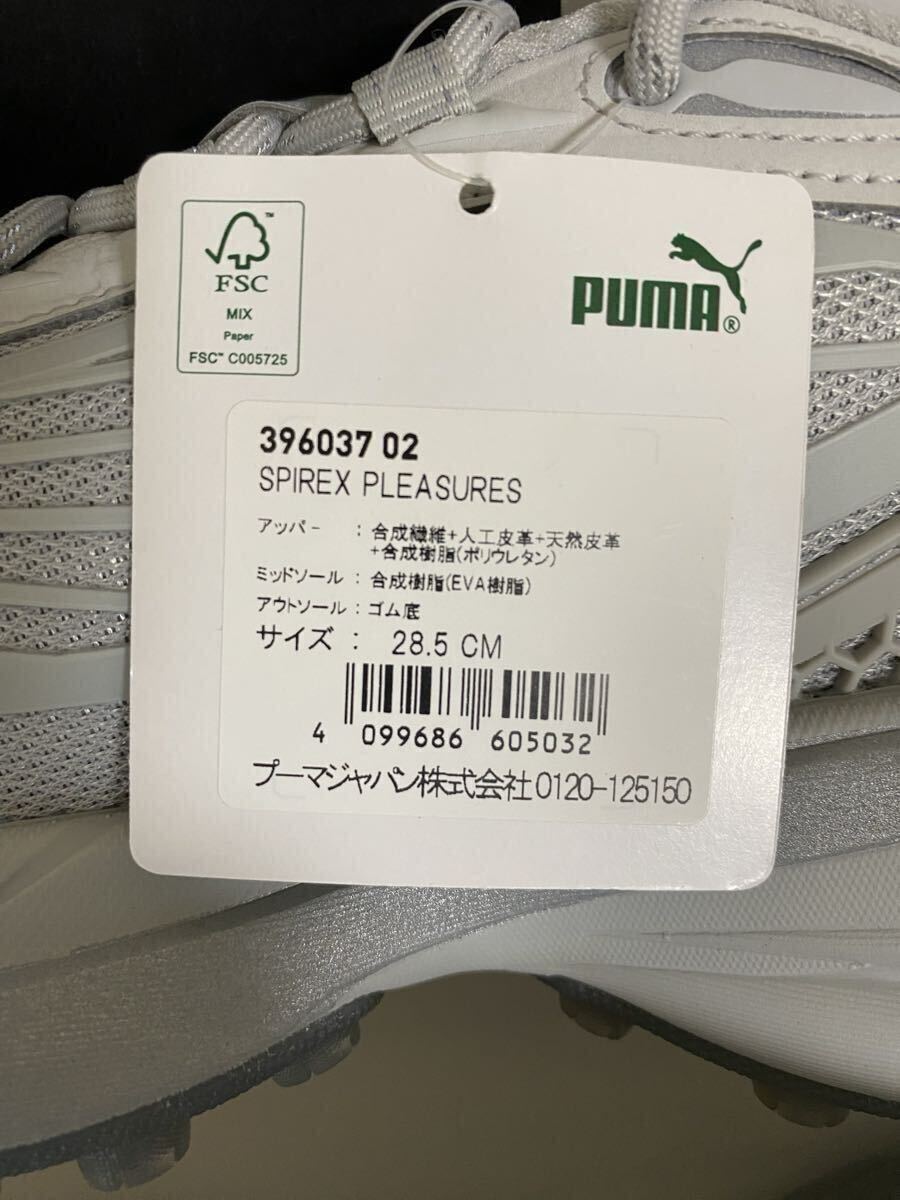 FSC
MIX
Paper
FSC™ C005725
PUMA®
396037 02
SPIREX PLEASURES
アッパー : 合成繊維+人工皮革+天然皮革
+合成樹脂(ポリウレタン)
ミッドソール : 合成樹脂(EVA樹脂)
アウトソール : ゴム底
サイズ : 28.5 CM
4 099686 605032
プーマジャパン株式会社 0120-125150